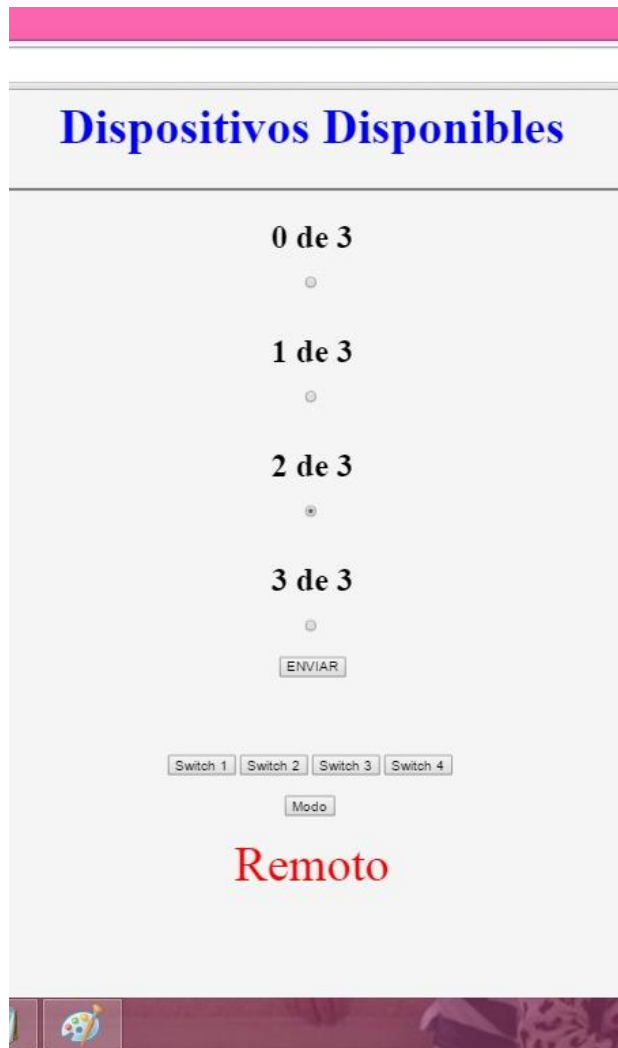 Dispositivos Disponibles
0 de 3
1 de 3
2 de 3
3 de 3
ENVIAR
Switch 1 Switch 2 Switch 3 Switch 4
Modo
Remoto